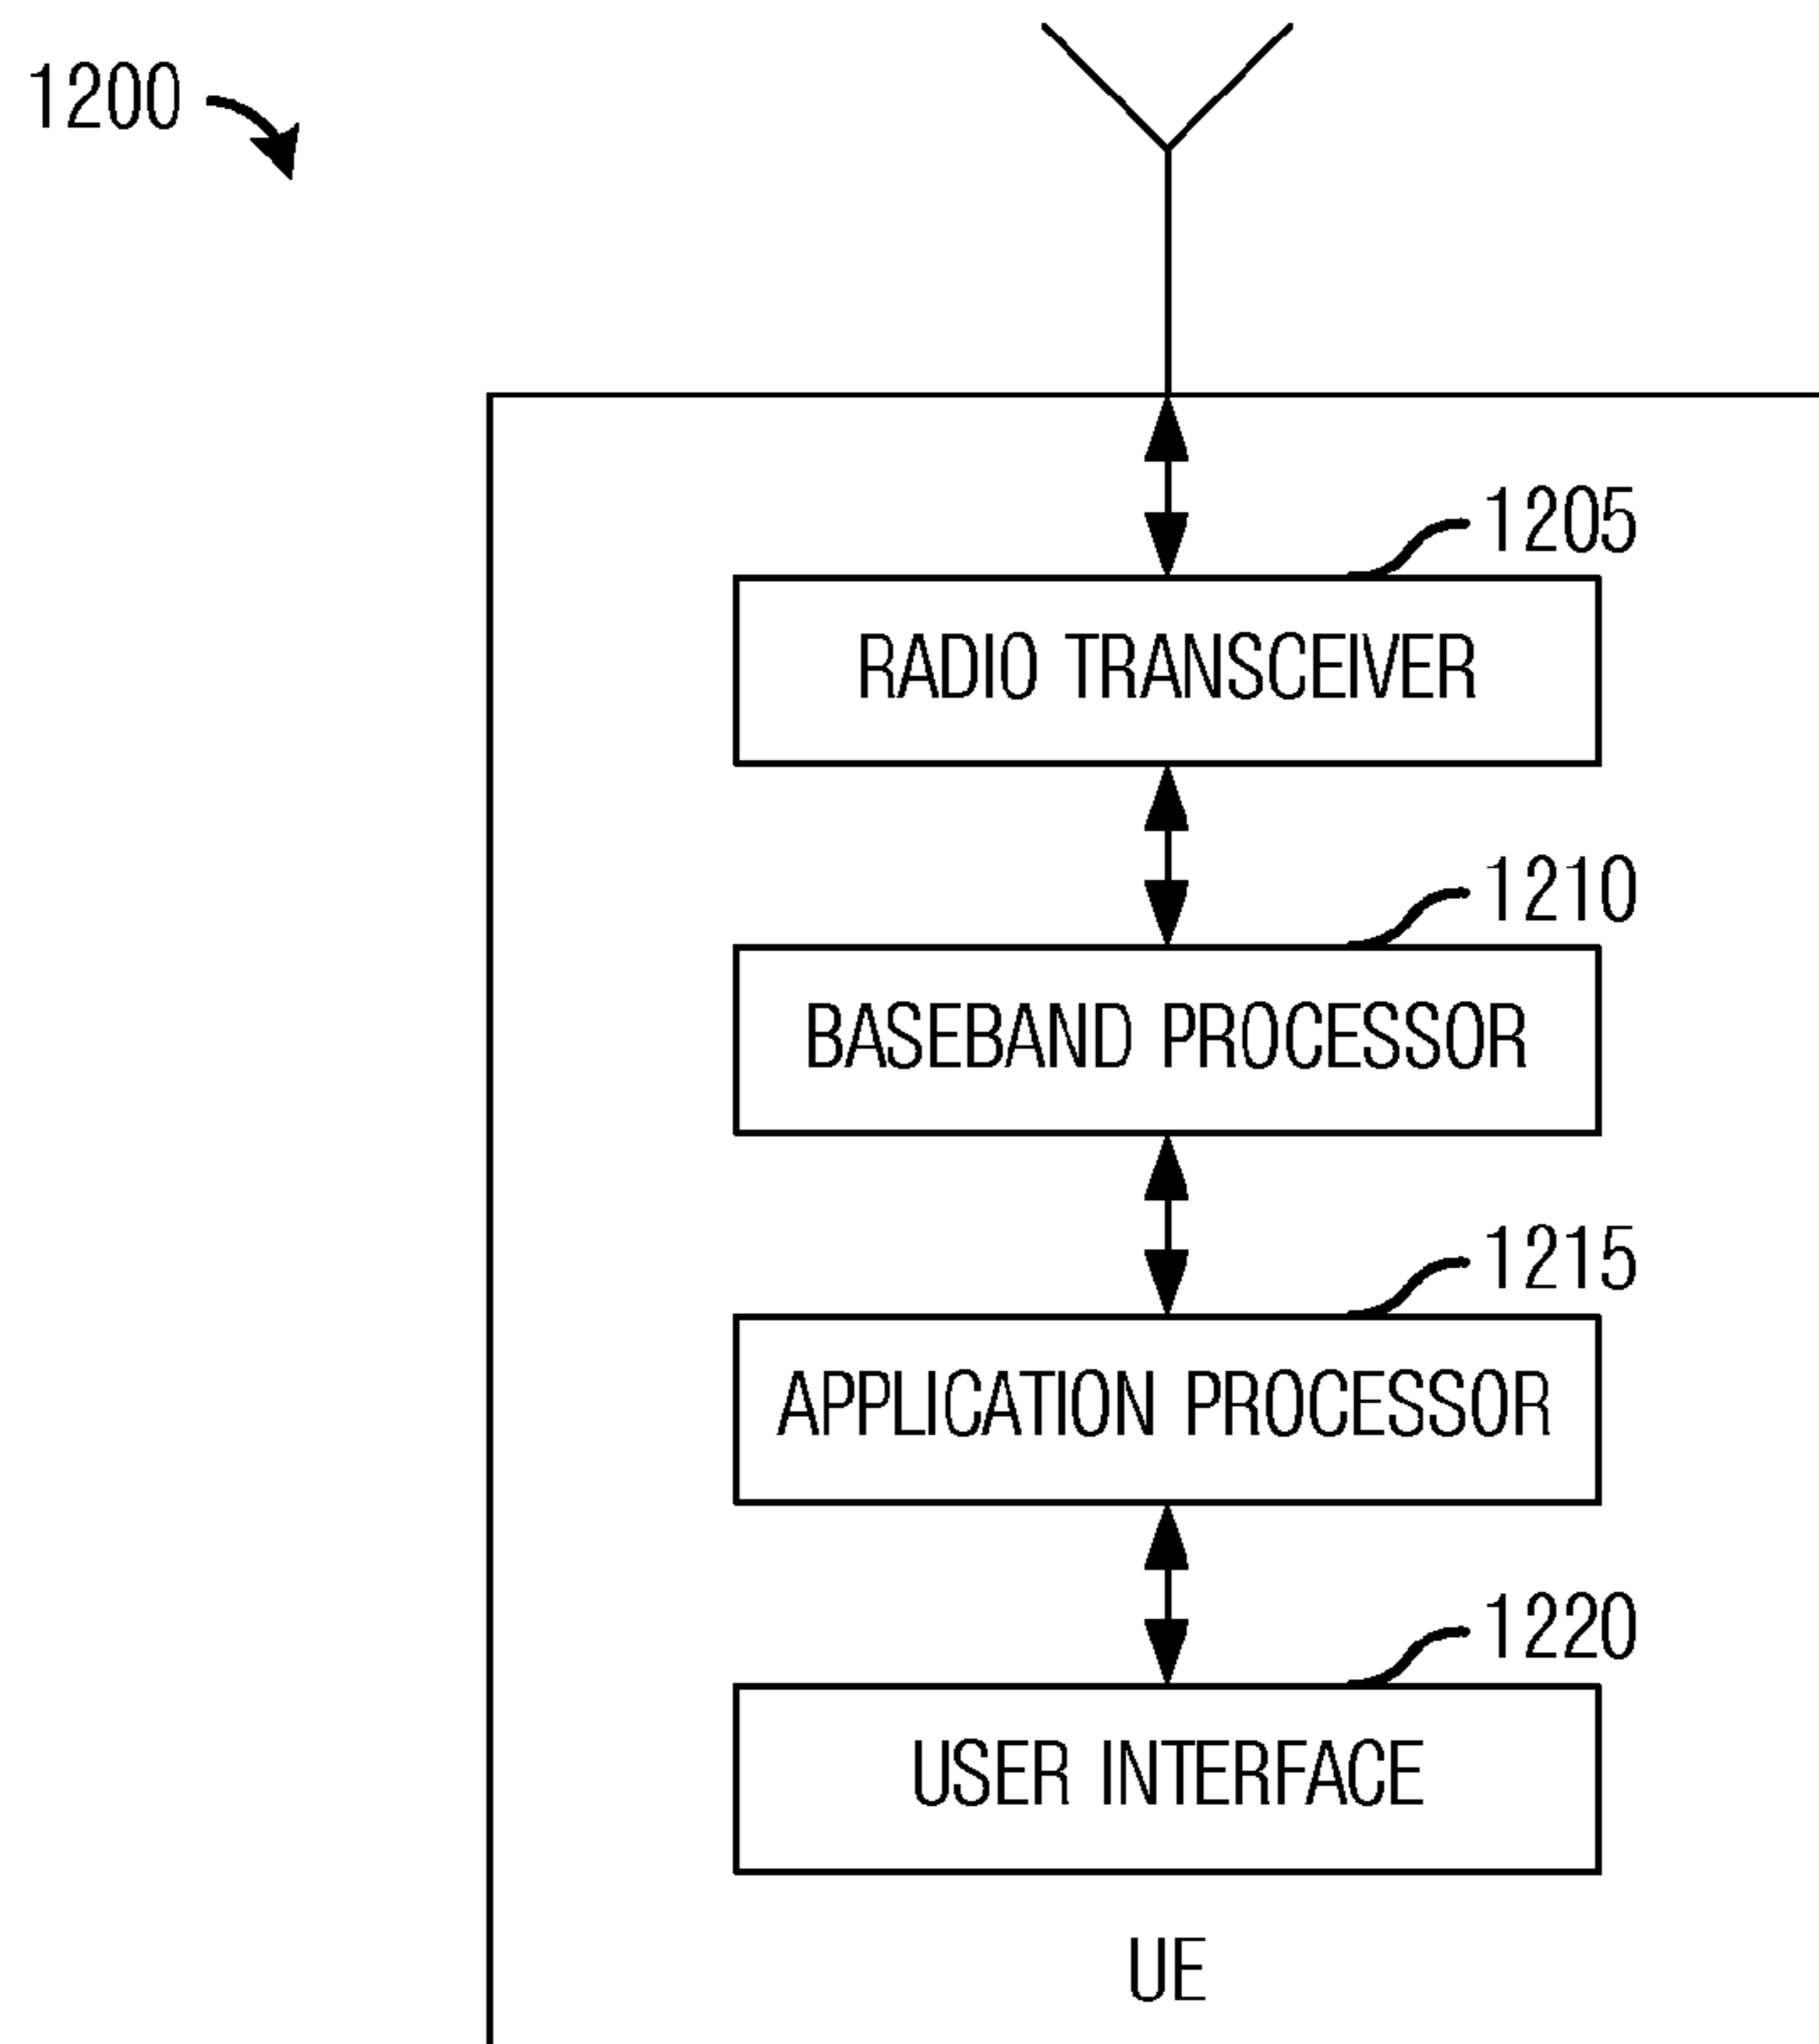 1200
1205
RADIO TRANSCEIVER
1210
BASEBAND PROCESSOR
1215
APPLICATION PROCESSOR
1220
USER INTERFACE
UE